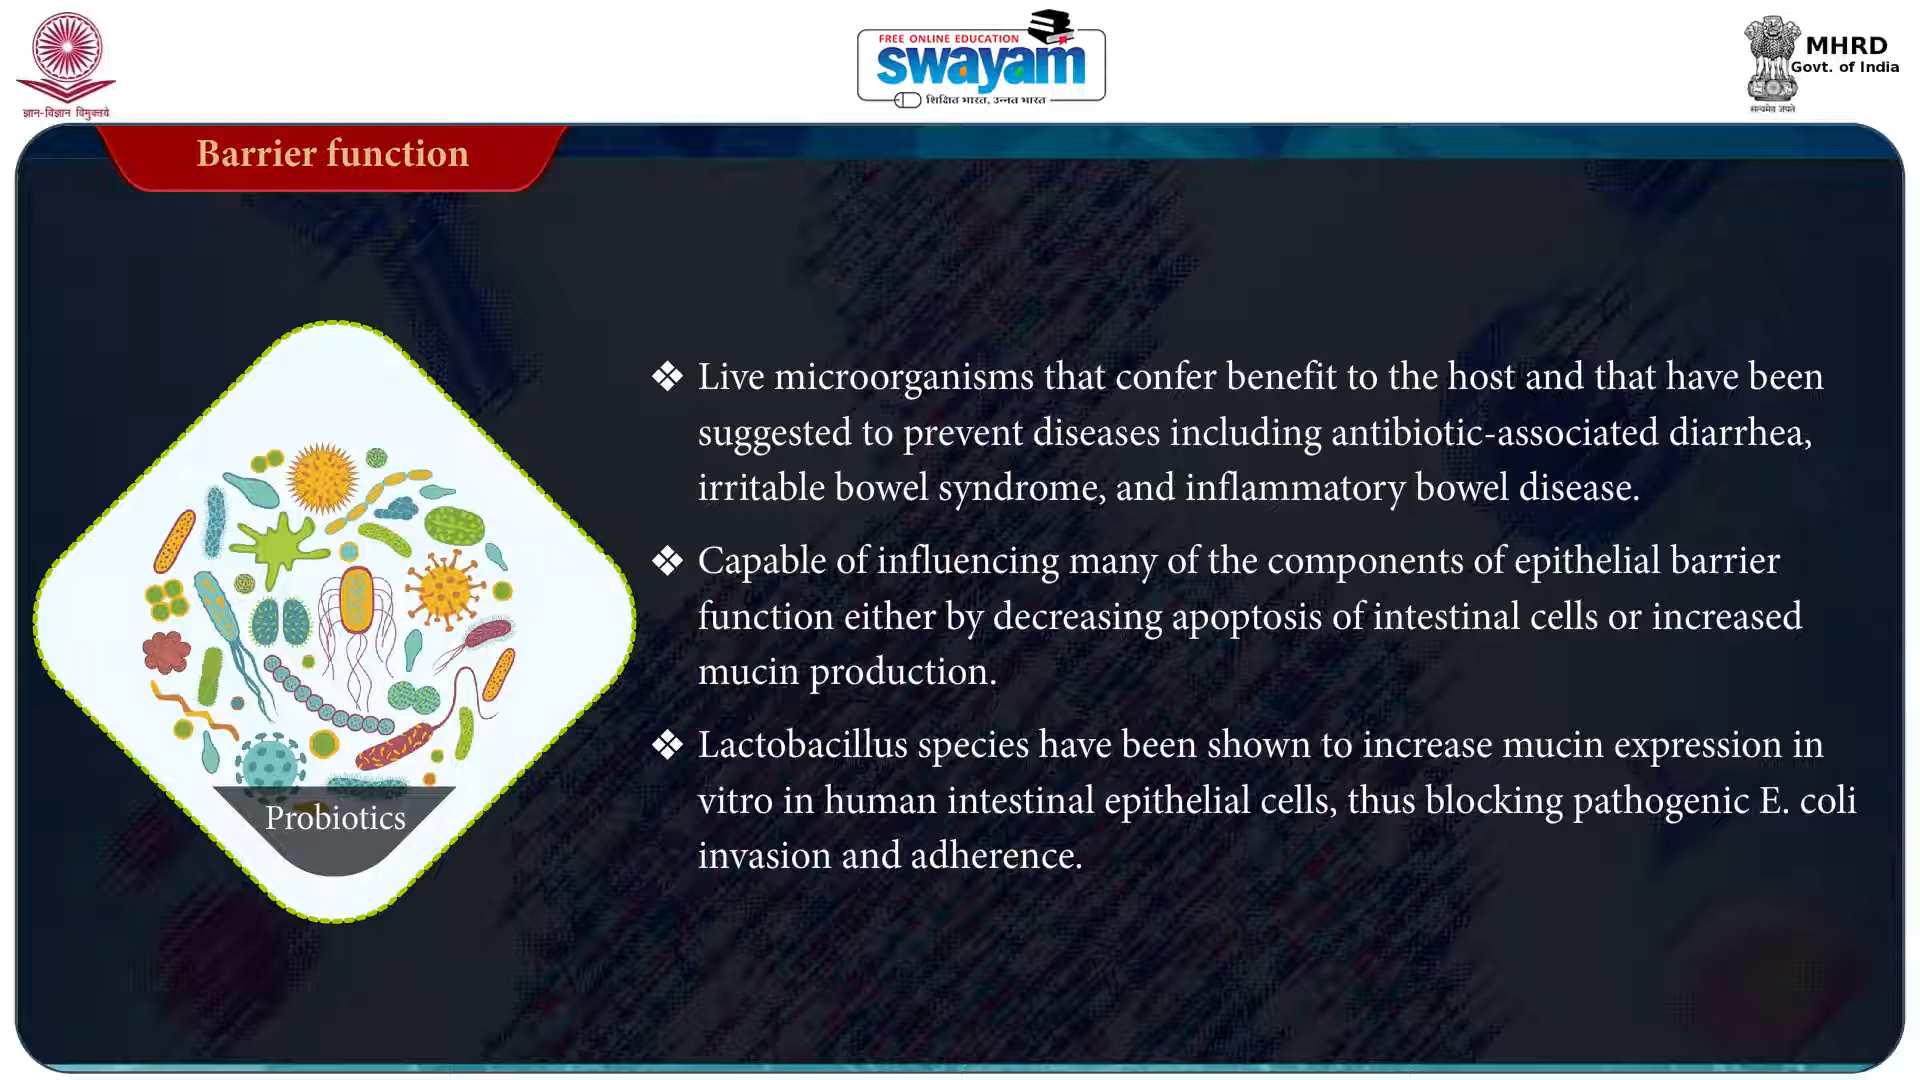 ज्ञान-विज्ञान विमुक्तये
FREE ONLINE EDUCATION
swayam
शिक्षित भारत, उन्नत भारत
MHRD
Govt. of India
सत्यमेव जयते
Barrier function
Probiotics
❖ Live microorganisms that confer benefit to the host and that have been
suggested to prevent diseases including antibiotic-associated diarrhea,
irritable bowel syndrome, and inflammatory bowel disease.
❖ Capable of influencing many of the components of epithelial barrier
function either by decreasing apoptosis of intestinal cells or increased
mucin production.
❖ Lactobacillus species have been shown to increase mucin expression in
vitro in human intestinal epithelial cells, thus blocking pathogenic E. coli
invasion and adherence.